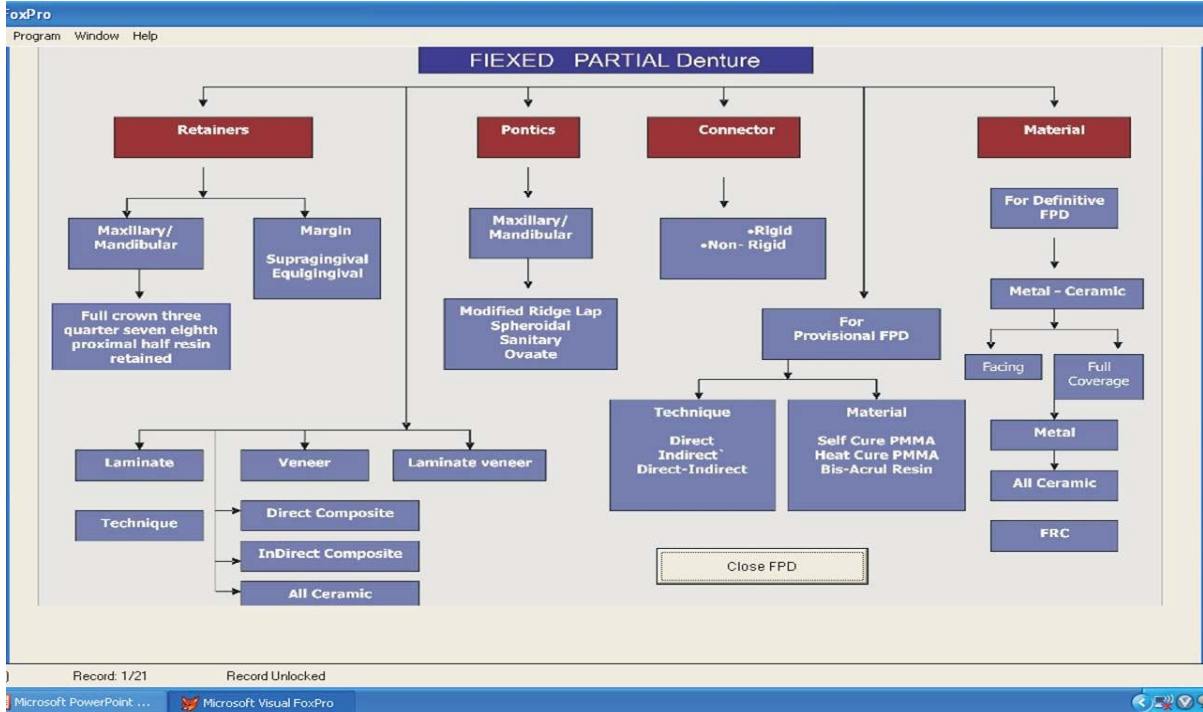 FoxPro
Program Window Help
FIEXED PARTIAL Denture
Retainers
Pontics
Connector
Material
Maxillary/
Mandibular
Margin
Supragingival
Equigingival
Full crown three
quarter seven eighth
proximal half resin
retained
Maxillary/
Mandibular
Modified Ridge Lap
Spheroidal
Sanitary
Ovaate
•Rigid
•Non- Rigid
For Definitive
FPD
Metal – Ceramic
Facing
Full
Coverage
Metal
All Ceramic
FRC
For
Provisional FPD
Technique
Direct
Indirect`
Direct-Indirect
Material
Self Cure PMMA
Heat Cure PMMA
Bis-Acrul Resin
Laminate
Veneer
Laminate veneer
Technique
Direct Composite
InDirect Composite
All Ceramic
Close FPD
Record: 1/21
Record Unlocked
Microsoft PowerPoint ...
Microsoft Visual FoxPro